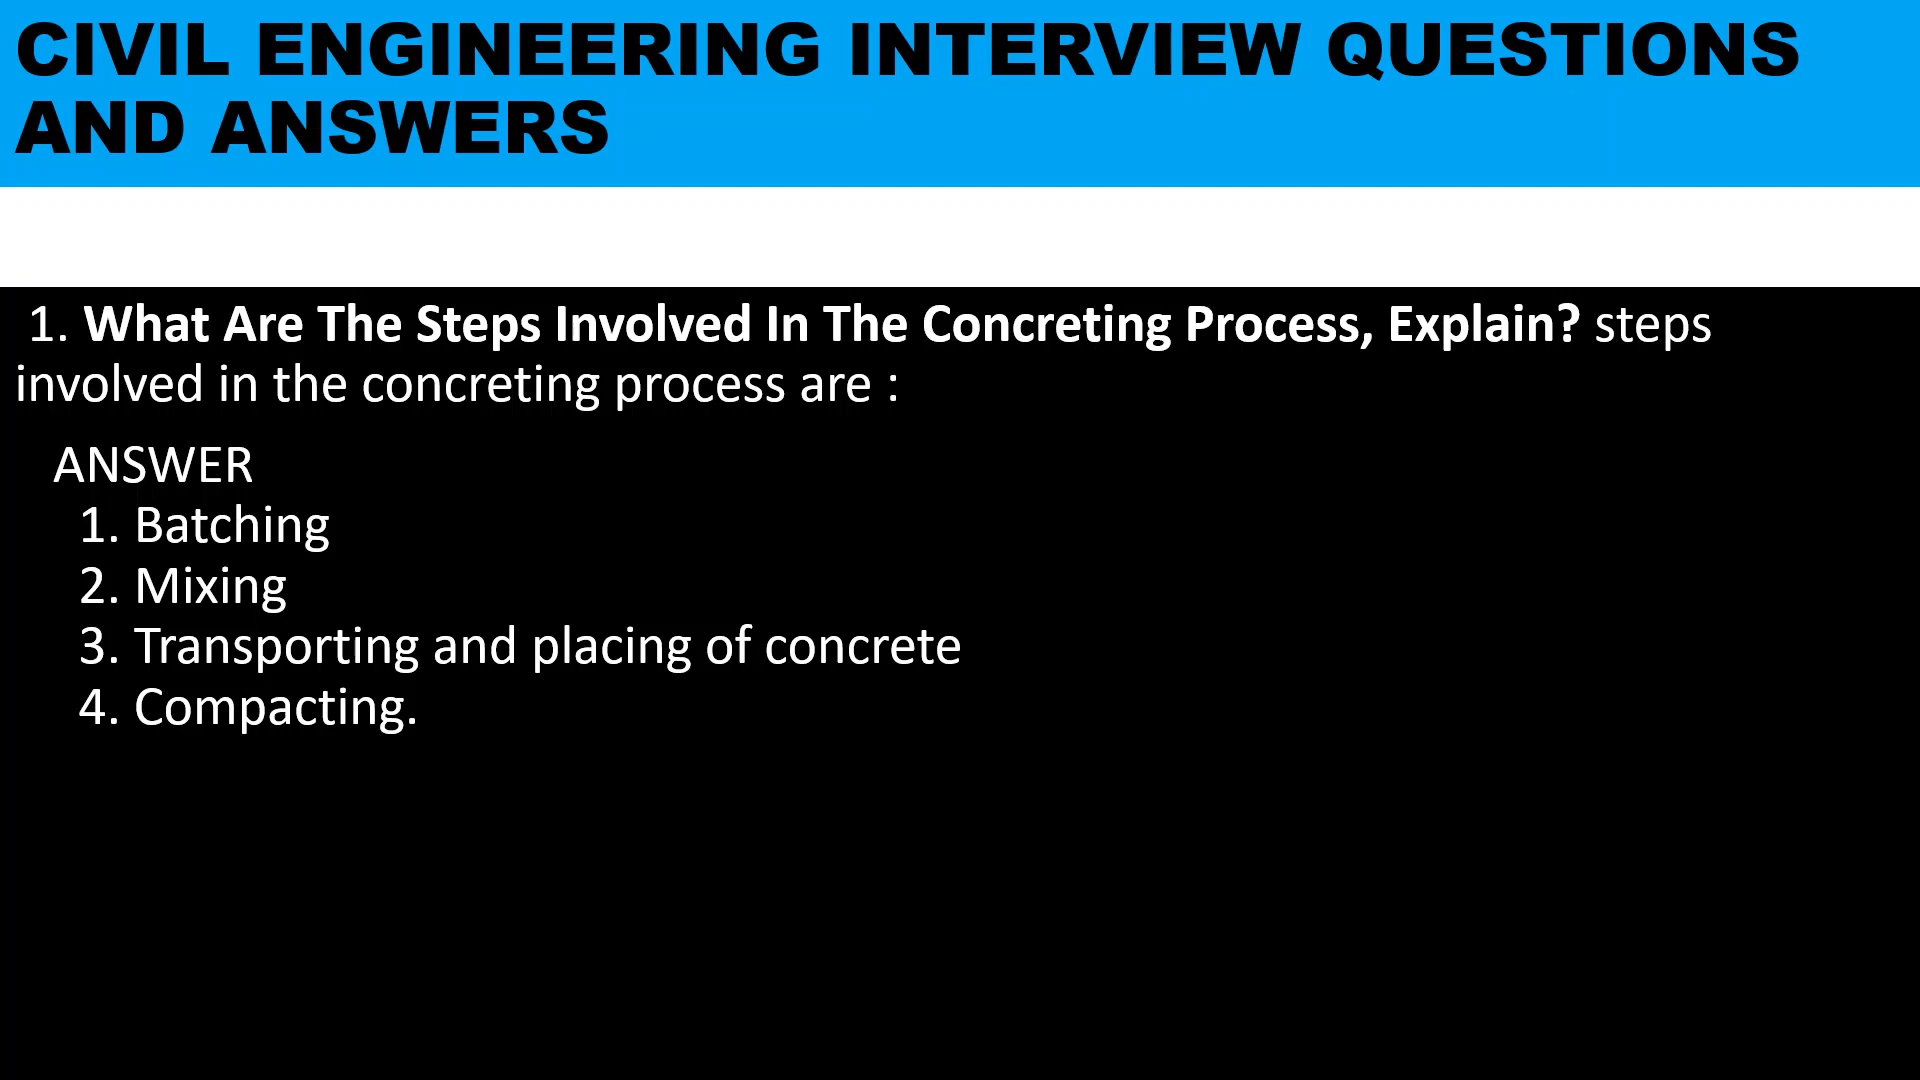 CIVIL ENGINEERING INTERVIEW QUESTIONS
AND ANSWERS
1. What Are The Steps Involved In The Concreting Process, Explain? steps
involved in the concreting process are :
ANSWER
1. Batching
2. Mixing
3. Transporting and placing of concrete
4. Compacting.